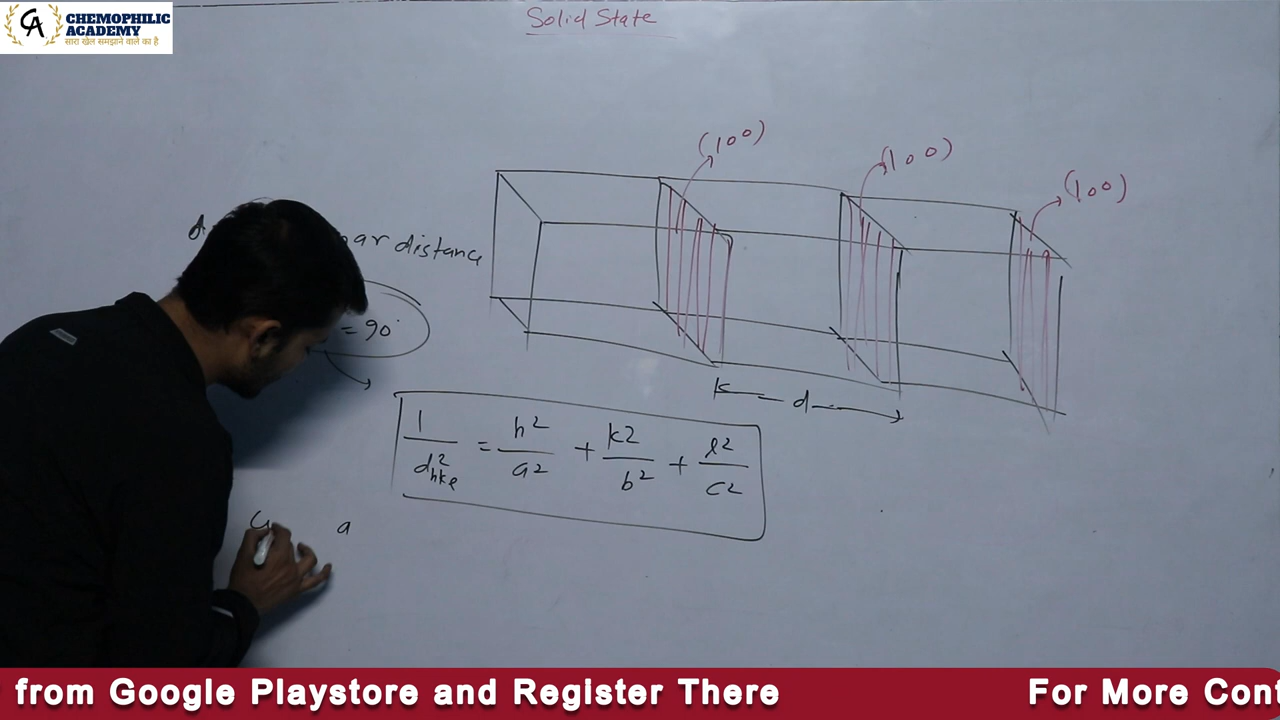 CA
CHEMOPHILIC
ACADEMY
सारा खेल समझाने वाले का है
Solid State
(100)
(100)
(100)
distance
= 90°
d
1/d²hkl = h²/a² + k²/b² + l²/c²
a
from Google Playstore and Register There
For More Cont